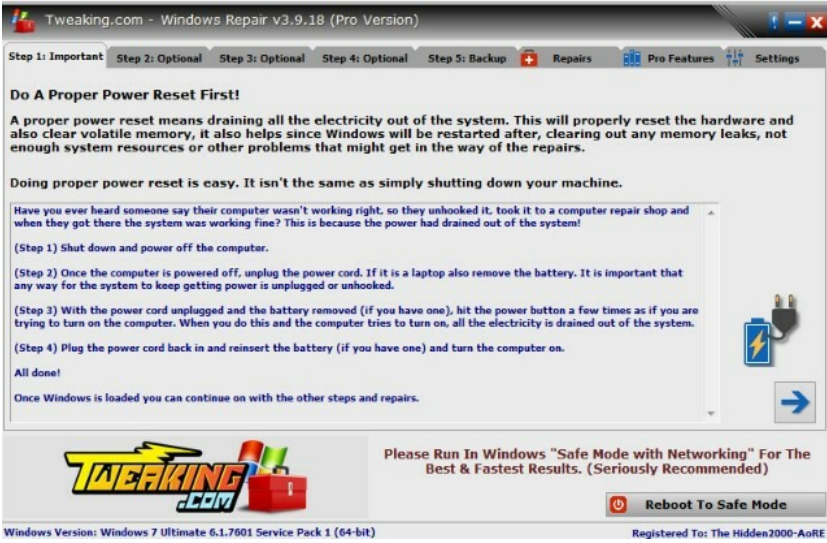 Tweaking.com - Windows Repair v3.9.18 (Pro Version)
Step 1: Important Step 2: Optional Step 3: Optional Step 4: Optional Step 5: Backup Repairs Pro Features Settings
Do A Proper Power Reset First!
A proper power reset means draining all the electricity out of the system. This will properly reset the hardware and
also clear volatile memory, it also helps since Windows will be restarted after, clearing out any memory leaks, not
enough system resources or other problems that might get in the way of the repairs.
Doing proper power reset is easy. It isn't the same as simply shutting down your machine.
Have you ever heard someone say their computer wasn't working right, so they unhooked it, took it to a computer repair shop and
when they got there the system was working fine? This is because the power had drained out of the system!
(Step 1) Shut down and power off the computer.
(Step 2) Once the computer is powered off, unplug the power cord. If it is a laptop also remove the battery. It is important that
any way for the system to keep getting power is unplugged or unhooked.
(Step 3) With the power cord unplugged and the battery removed (if you have one), hit the power button a few times as if you are
trying to turn on the computer. When you do this and the computer tries to turn on, all the electricity is drained out of the system.
(Step 4) Plug the power cord back in and reinsert the battery (if you have one) and turn the computer on.
All done!
Once Windows is loaded you can continue on with the other steps and repairs.
TWEAKING
.COM
Please Run In Windows "Safe Mode with Networking" For The
Best & Fastest Results. (Seriously Recommended)
Reboot To Safe Mode
Windows Version: Windows 7 Ultimate 6.1.7601 Service Pack 1 (64-bit)
Registered To: The Hidden2000-AoRE